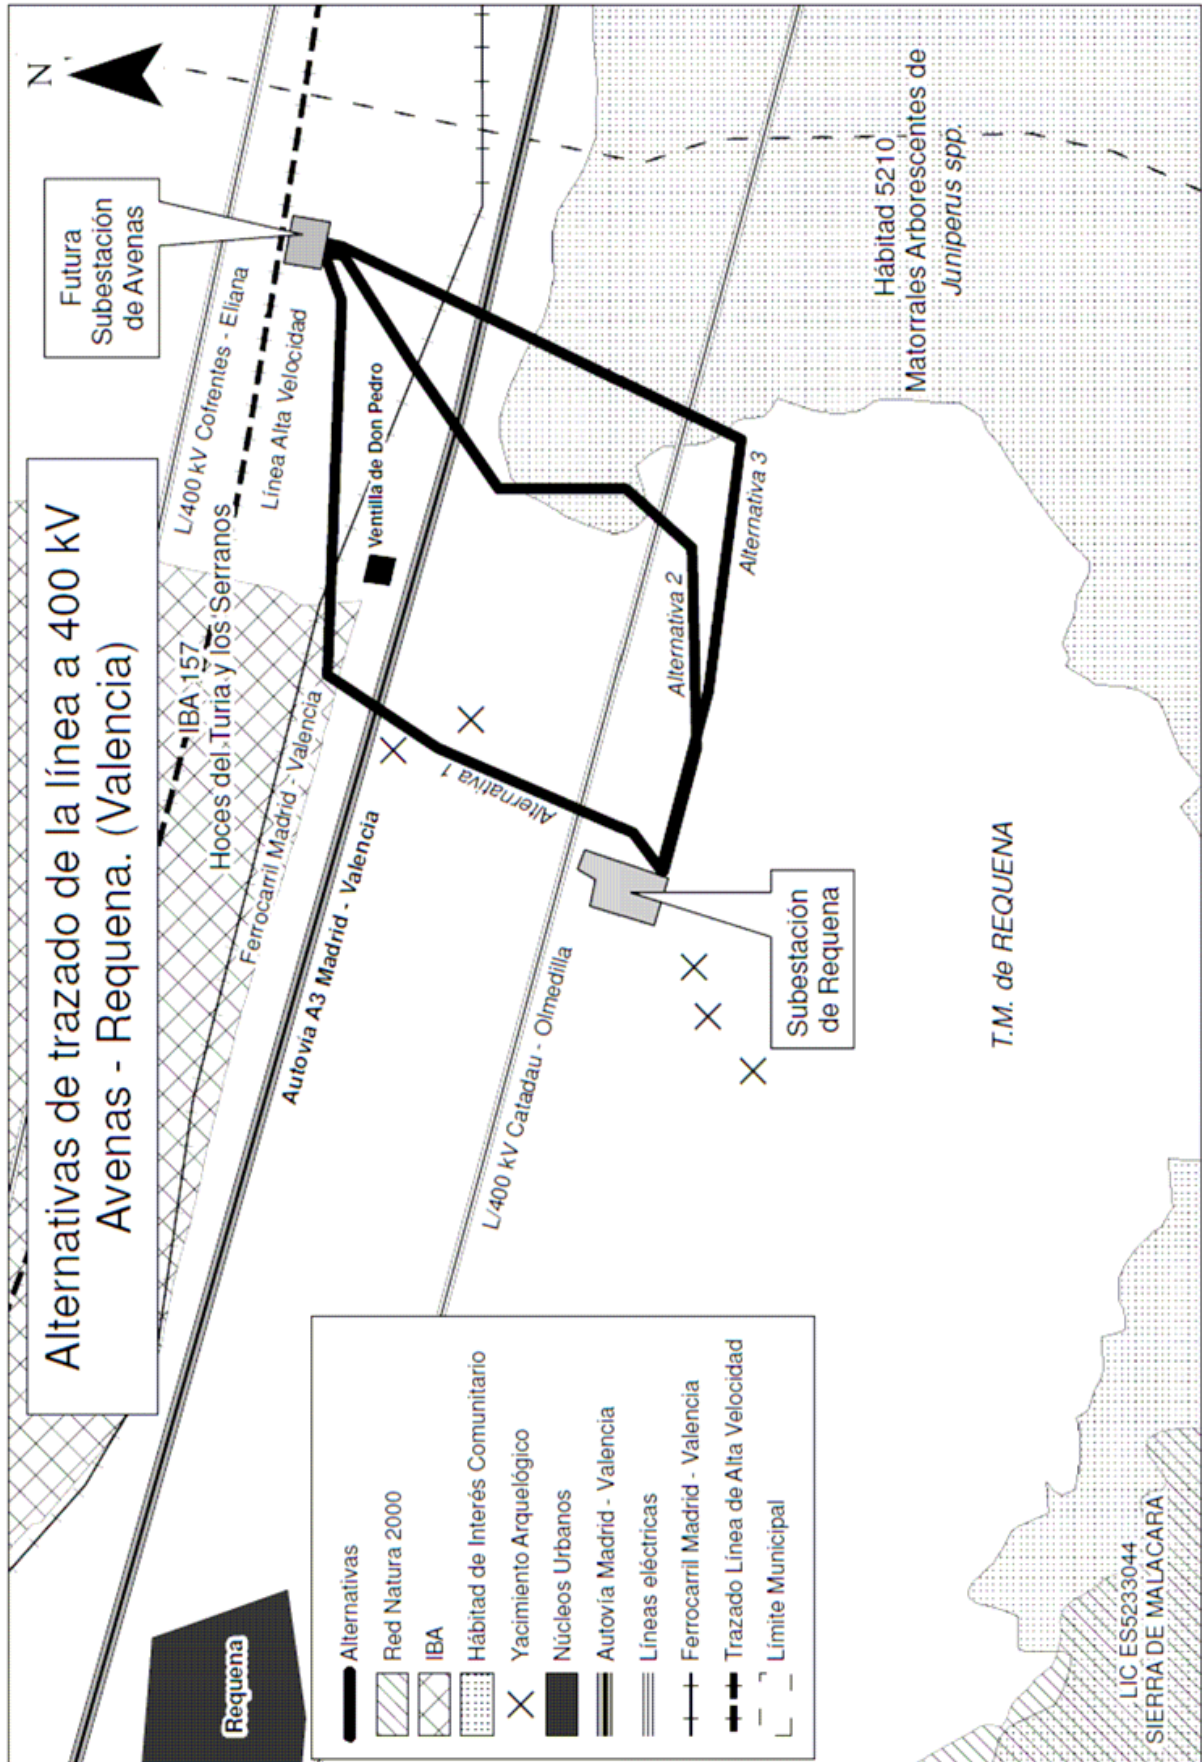 Alternativas de trazado de la línea a 400 kV
Avenas - Requena. (Valencia)
N
Futura
Subestación
de Avenas
L/400 kV Cofrentes - Eliana
Línea Alta Velocidad
IBA 157
Hoces del Turia y los Serranos
Ferrocarril Madrid - Valencia
Ventilla de Don Pedro
Autovía A3 Madrid - Valencia
Alternativa 1
Alternativa 2
Alternativa 3
L/400 kV Catadau - Olmedilla
Subestación
de Requena
Hábitad 5210
Matorrales Arborescentes de
Juniperus spp.
T.M. de REQUENA
Requena
Alternativas
Red Natura 2000
IBA
Hábitad de Interés Comunitario
Yacimiento Arquelógico
Núcleos Urbanos
Autovía Madrid - Valencia
Líneas eléctricas
Ferrocarril Madrid - Valencia
Trazado Línea de Alta Velocidad
Límite Municipal
LIC ES5233044
SIERRA DE MALACARA